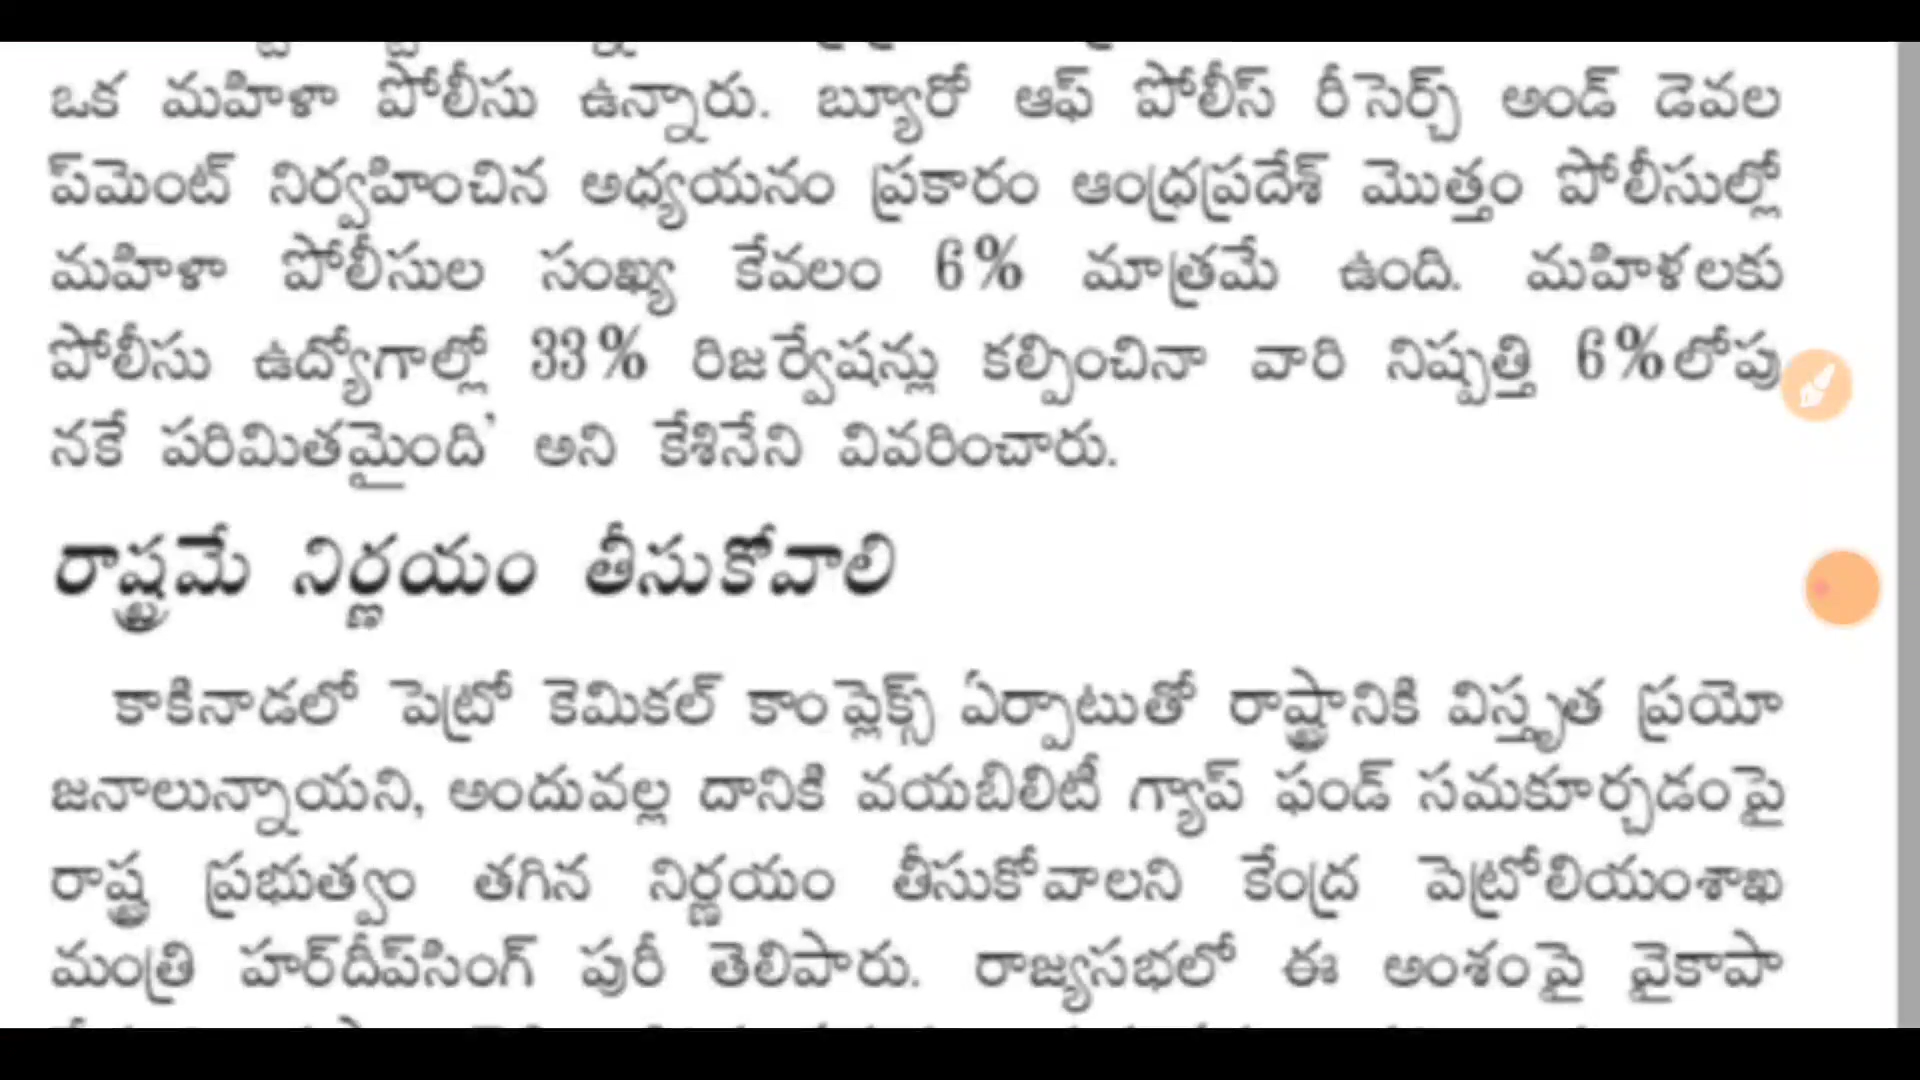 ఒక మహిళా పోలీసు ఉన్నారు. బ్యూరో ఆఫ్ పోలీస్ రీసెర్చ్ అండ్ డెవల
ప్‌మెంట్ నిర్వహించిన అధ్యయనం ప్రకారం ఆంధ్రప్రదేశ్ మొత్తం పోలీసుల్లో
మహిళా పోలీసుల సంఖ్య కేవలం 6% మాత్రమే ఉంది. మహిళలకు
పోలీసు ఉద్యోగాల్లో 33% రిజర్వేషన్లు కల్పించినా వారి నిష్పత్తి 6%లోపు
నకే పరిమితమైంది' అని కేశినేని వివరించారు.
రాష్ట్రమే నిర్ణయం తీసుకోవాలి
కాకినాడలో పెట్రో కెమికల్ కాంప్లెక్స్ ఏర్పాటుతో రాష్ట్రానికి విస్తృత ప్రయో
జనాలున్నాయని, అందువల్ల దానికి వయబిలిటీ గ్యాప్ ఫండ్ సమకూర్చడంపై
రాష్ట్ర ప్రభుత్వం తగిన నిర్ణయం తీసుకోవాలని కేంద్ర పెట్రోలియంశాఖ
మంత్రి హర్‌దీప్‌సింగ్ పురీ తెలిపారు. రాజ్యసభలో ఈ అంశంపై వైకాపా